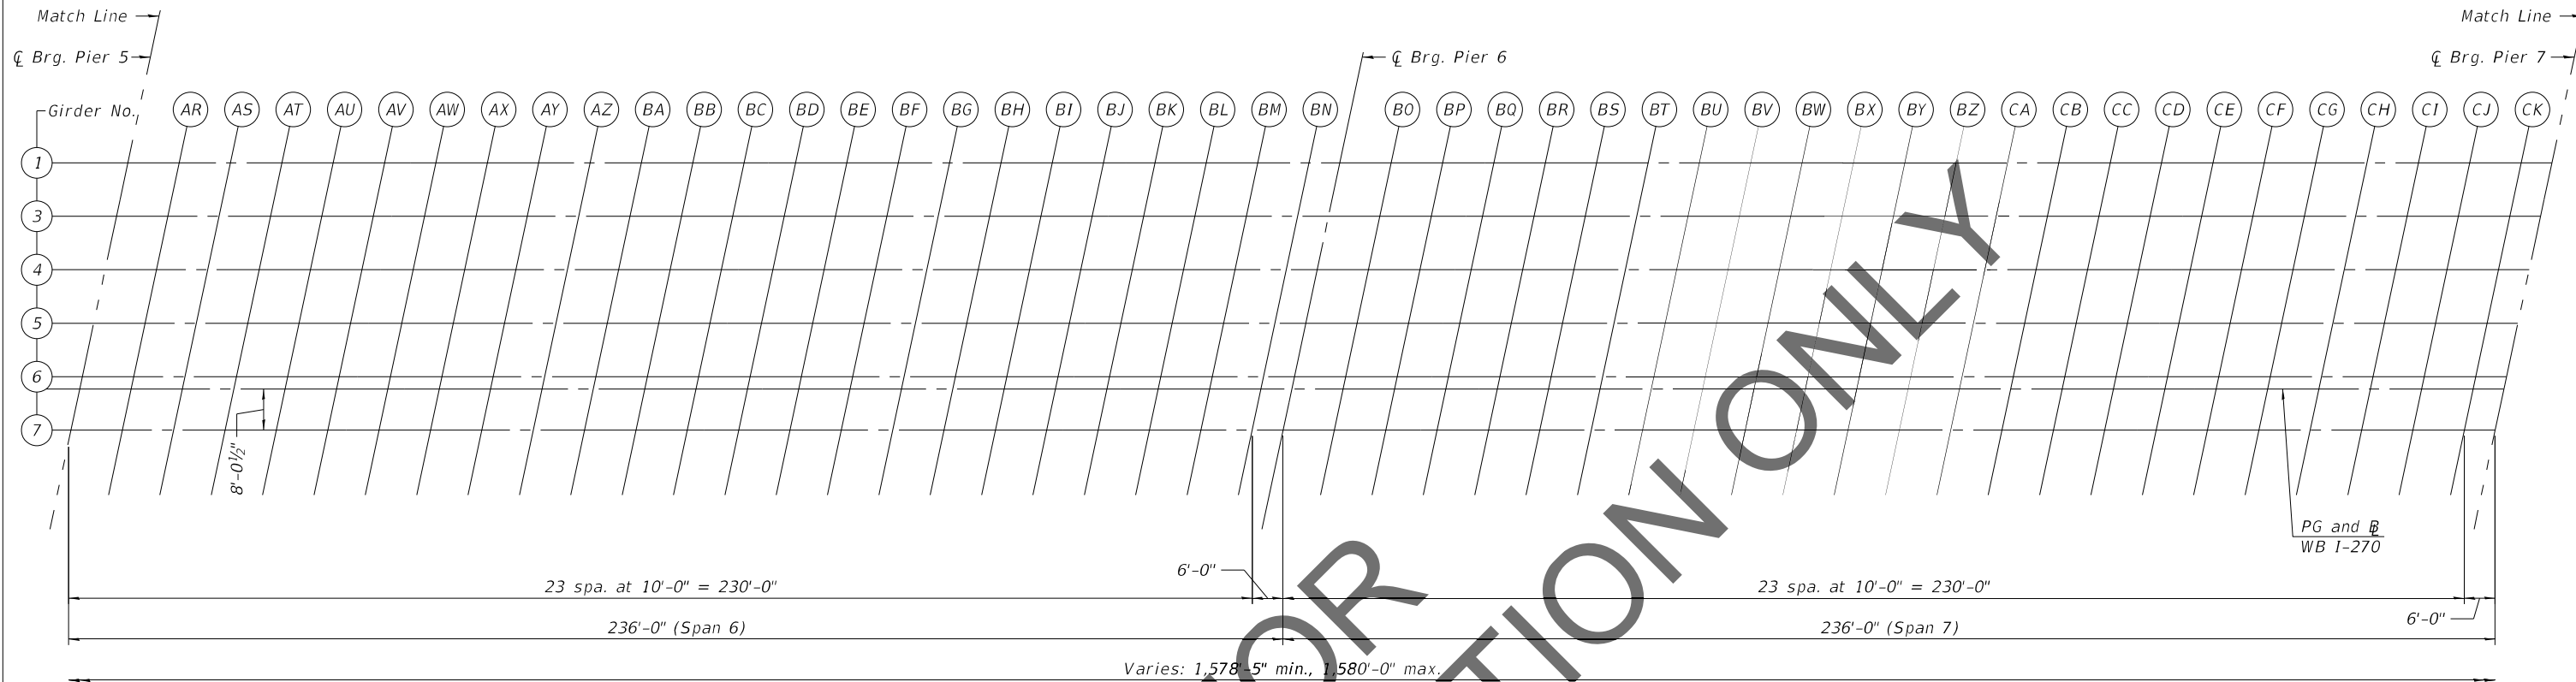 Match Line
Match Line
℄ Brg. Pier 5
℄ Brg. Pier 6
℄ Brg. Pier 7
Girder No.
AR AS AT AU AV AW AX AY AZ BA BB BC BD BE BF BG BH BI BJ BK BL BM BN BO BP BQ BR BS BT BU BV BW BX BY BZ CA CB CC CD CE CF CG CH CI CJ CK
1
3
4
5
6
7
8'-0½"
PG and B̵L
WB I-270
6'-0"
23 spa. at 10'-0" = 230'-0"
23 spa. at 10'-0" = 230'-0"
6'-0"
236'-0" (Span 6)
236'-0" (Span 7)
Varies: 1,578'-5" min., 1,580'-0" max.
OR
TION ONLY